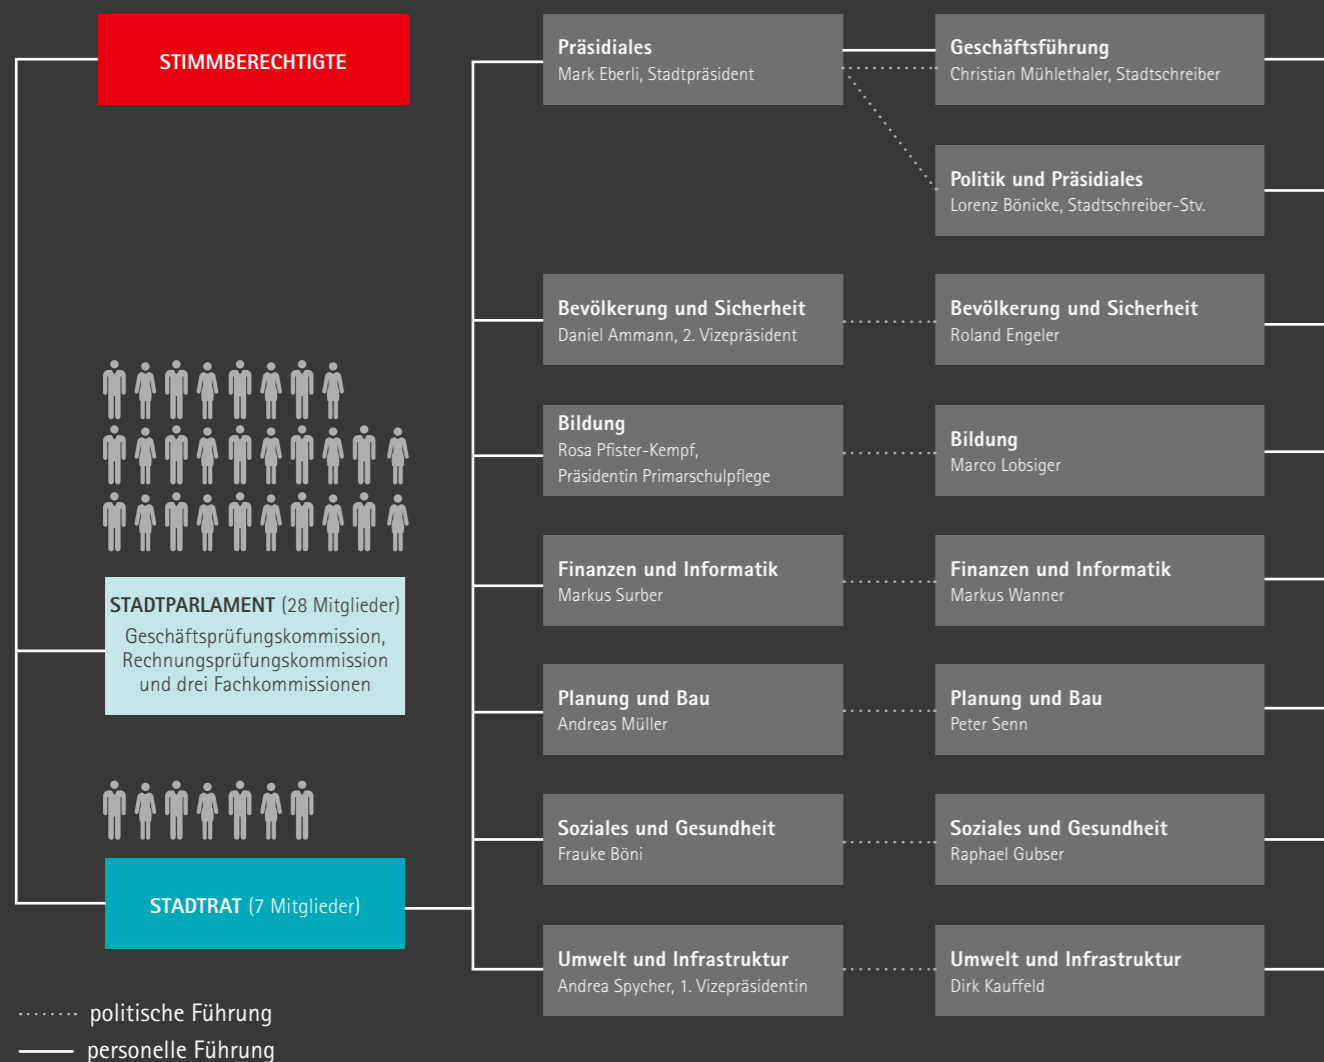 STIMMBERECHTIGTE
STADTPARLAMENT (28 Mitglieder)
Geschäftsprüfungskommission,
Rechnungsprüfungskommission
und drei Fachkommissionen
STADTRAT (7 Mitglieder)
Präsidiales
Mark Eberli, Stadtpräsident
Geschäftsführung
Christian Mühlethaler, Stadtschreiber
Politik und Präsidiales
Lorenz Bönicke, Stadtschreiber-Stv.
Bevölkerung und Sicherheit
Daniel Ammann, 2. Vizepräsident
Bevölkerung und Sicherheit
Roland Engeler
Bildung
Rosa Pfister-Kempf,
Präsidentin Primarschulpflege
Bildung
Marco Lobsiger
Finanzen und Informatik
Markus Surber
Finanzen und Informatik
Markus Wanner
Planung und Bau
Andreas Müller
Planung und Bau
Peter Senn
Soziales und Gesundheit
Frauke Böni
Soziales und Gesundheit
Raphael Gubser
Umwelt und Infrastruktur
Andrea Spycher, 1. Vizepräsidentin
Umwelt und Infrastruktur
Dirk Kauffeld
politische Führung
personelle Führung